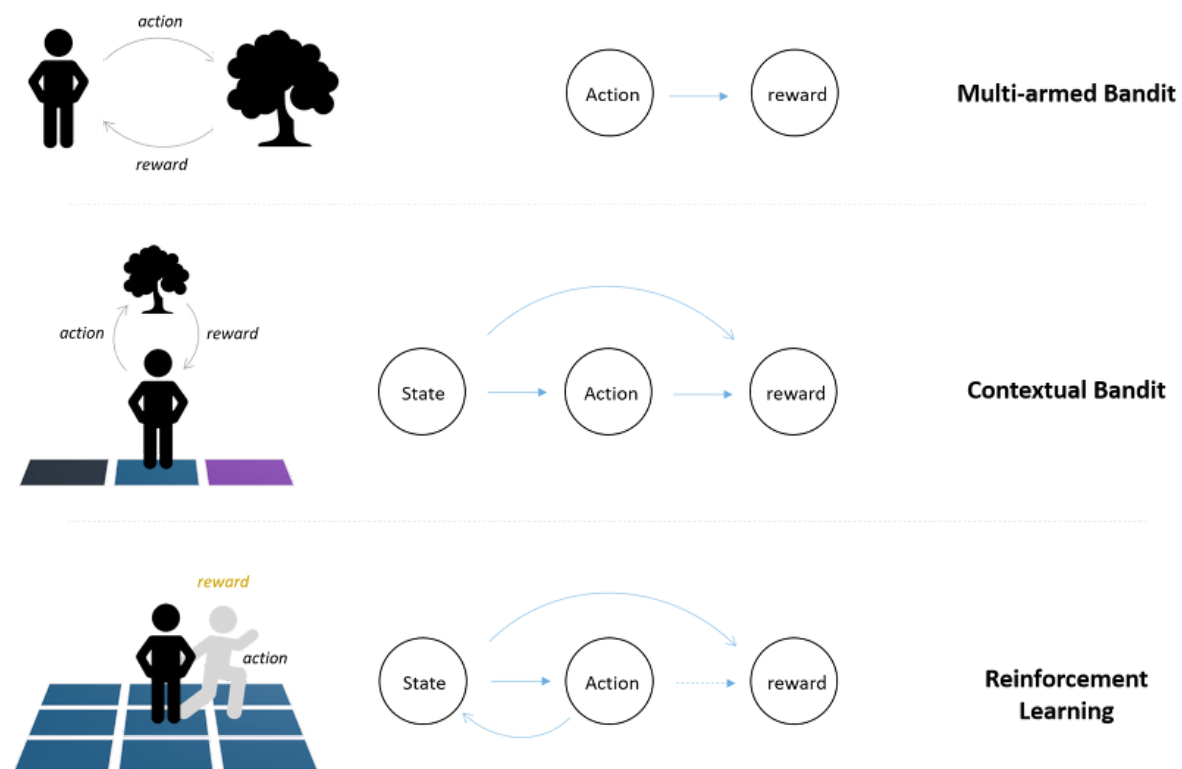 action
reward
Action
reward
Multi-armed Bandit
action
reward
State
Action
reward
Contextual Bandit
reward
action
State
Action
reward
Reinforcement
Learning